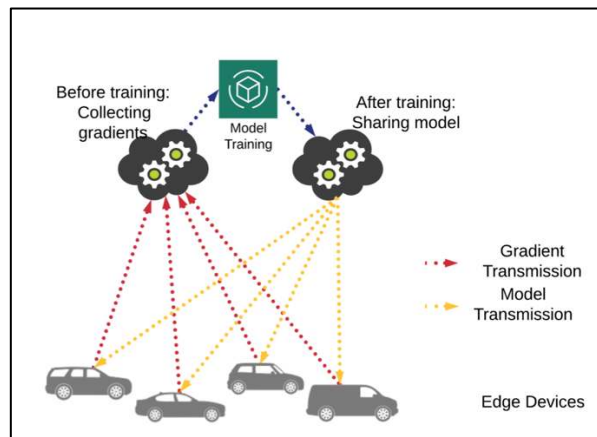 Before training:
Collecting
gradients
Model
Training
After training:
Sharing model
Gradient
Transmission
Model
Transmission
Edge Devices